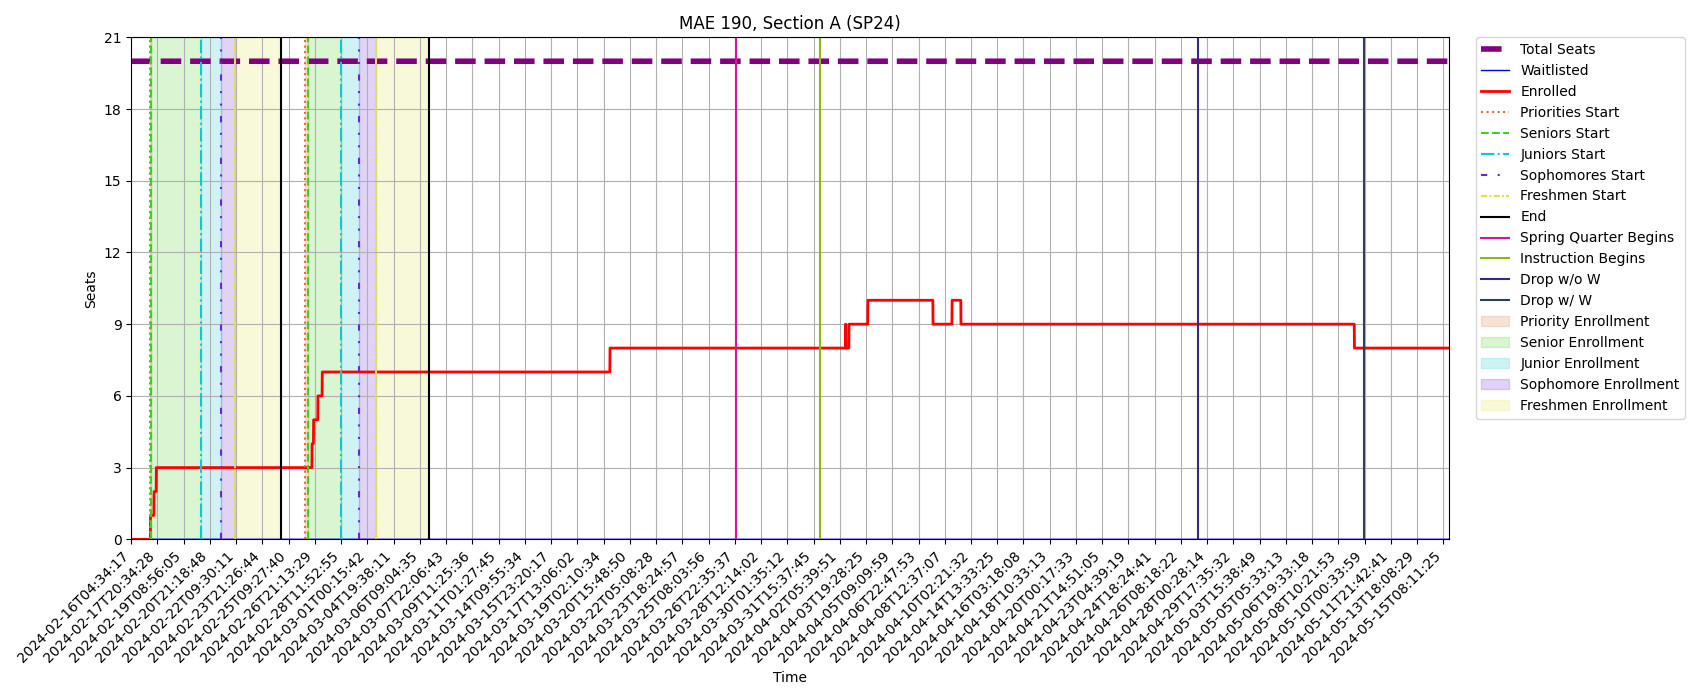 MAE 190, Section A (SP24)
21
18
15
12
9
6
3
0
Seats
2024-02-16T04:34:17
2024-02-17T20:34:28
2024-02-19T08:56:05
2024-02-20T21:18:48
2024-02-22T09:30:11
2024-02-23T21:26:44
2024-02-25T09:27:40
2024-02-26T21:13:29
2024-02-28T11:52:55
2024-03-01T00:15:42
2024-03-04T19:38:11
2024-03-06T09:04:35
2024-03-07T22:06:43
2024-03-11T01:27:45
2024-03-14T09:55:34
2024-03-15T23:20:17
2024-03-17T13:06:02
2024-03-19T02:10:34
2024-03-20T15:48:50
2024-03-22T05:08:28
2024-03-23T18:24:57
2024-03-25T08:03:56
2024-03-26T22:35:37
2024-03-28T12:14:02
2024-03-30T01:35:12
2024-03-31T15:37:45
2024-04-02T05:39:51
2024-04-03T19:28:25
2024-04-05T09:09:59
2024-04-06T22:47:53
2024-04-08T12:37:07
2024-04-10T02:21:32
2024-04-14T13:33:25
2024-04-16T03:18:08
2024-04-18T10:33:13
2024-04-20T00:17:33
2024-04-21T14:51:05
2024-04-23T04:39:19
2024-04-24T18:24:41
2024-04-26T08:18:22
2024-04-28T00:28:14
2024-04-29T17:35:32
2024-05-03T15:38:49
2024-05-05T05:33:13
2024-05-06T19:33:18
2024-05-08T10:21:53
2024-05-10T00:33:59
2024-05-11T21:42:41
2024-05-13T18:08:29
2024-05-15T08:11:25
Time
Total Seats
Waitlisted
Enrolled
Priorities Start
Seniors Start
Juniors Start
Sophomores Start
Freshmen Start
End
Spring Quarter Begins
Instruction Begins
Drop w/o W
Drop w/ W
Priority Enrollment
Senior Enrollment
Junior Enrollment
Sophomore Enrollment
Freshmen Enrollment